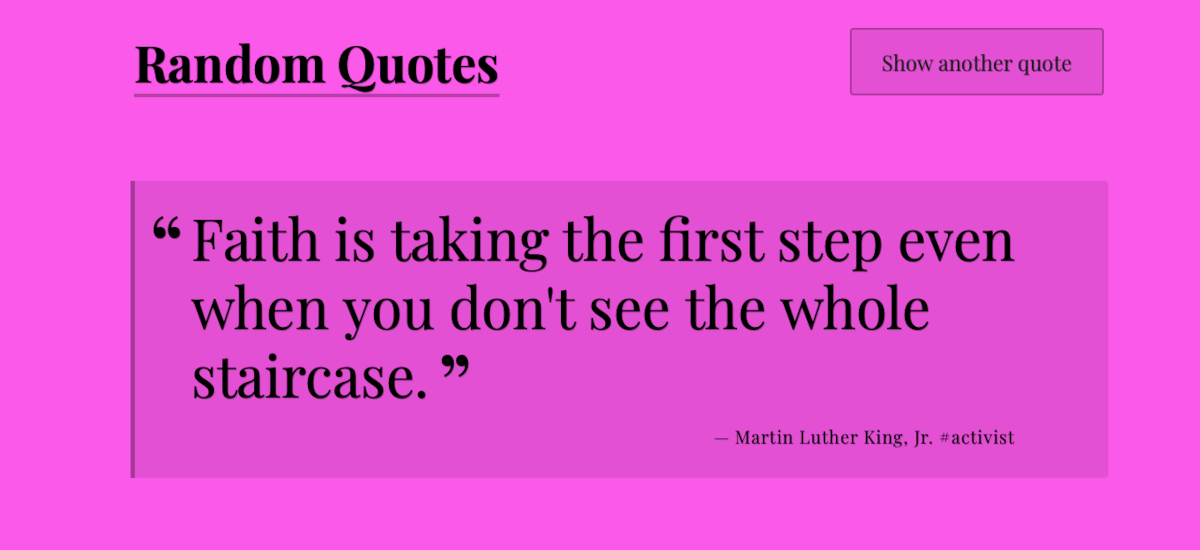 Random Quotes
Show another quote
“ Faith is taking the first step even
when you don't see the whole
staircase. ”
— Martin Luther King, Jr. #activist